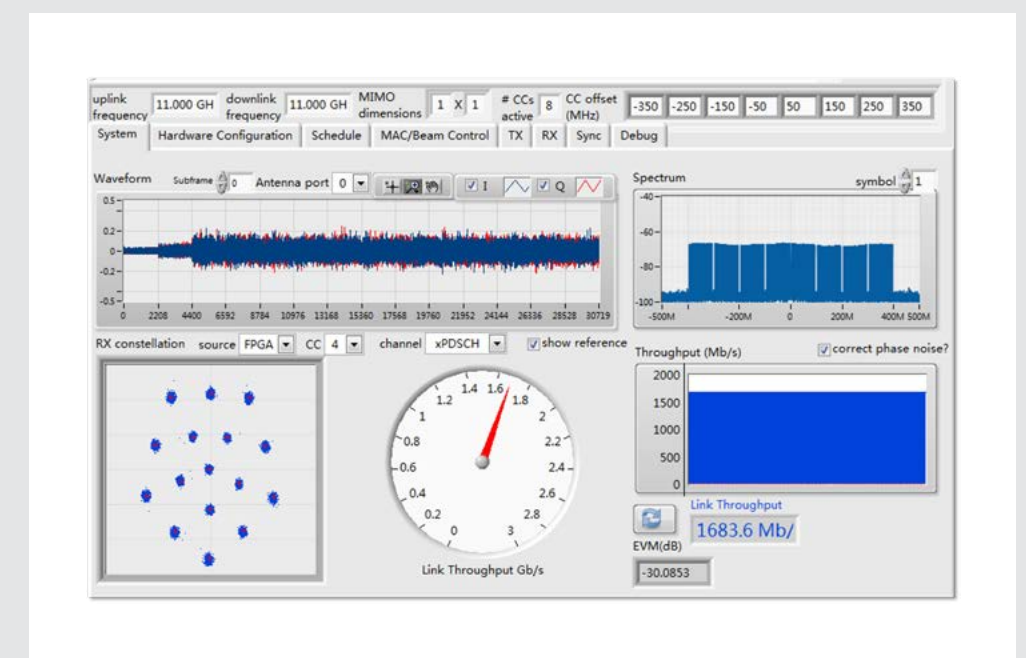 uplink frequency 11.000 GH downlink frequency 11.000 GH MIMO dimensions 1 X 1 # CCs active 8 CC offset (MHz) -350 -250 -150 -50 50 150 250 350
System Hardware Configuration Schedule MAC/Beam Control TX RX Sync Debug
Waveform Subframe 0 Antenna port 0 I Q
0.5
0.2
0
-0.2
-0.5
0 2208 4400 6592 8784 10976 13168 15360 17568 19760 21952 24144 26336 28528 30719
Spectrum symbol 1
-40
-60
-80
-100
-500M -200M 0 200M 400M 500M
RX constellation source FPGA CC 4 channel xPDSCH show reference
0 0.2 0.4 0.6 0.8 1 1.2 1.4 1.6 1.8 2 2.2 2.4 2.6 2.8 3
Link Throughput Gb/s
Throughput (Mb/s) correct phase noise?
2000
1500
1000
500
0
Link Throughput
1683.6 Mb/
EVM(dB)
-30.0853